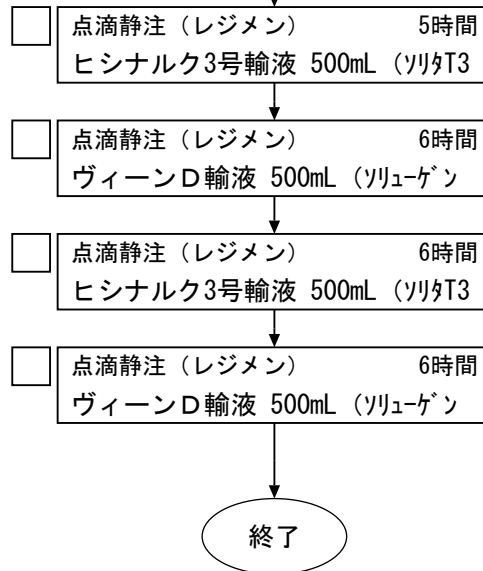 点滴静注（レジメン） 5時間
ヒシナルク3号輸液 500mL（ｿﾘﾀT3
点滴静注（レジメン） 6時間
ヴィーンＤ輸液 500mL（ｿﾘｭｰｹﾞﾝ
点滴静注（レジメン） 6時間
ヒシナルク3号輸液 500mL（ｿﾘﾀT3
点滴静注（レジメン） 6時間
ヴィーンＤ輸液 500mL（ｿﾘｭｰｹﾞﾝ
終了